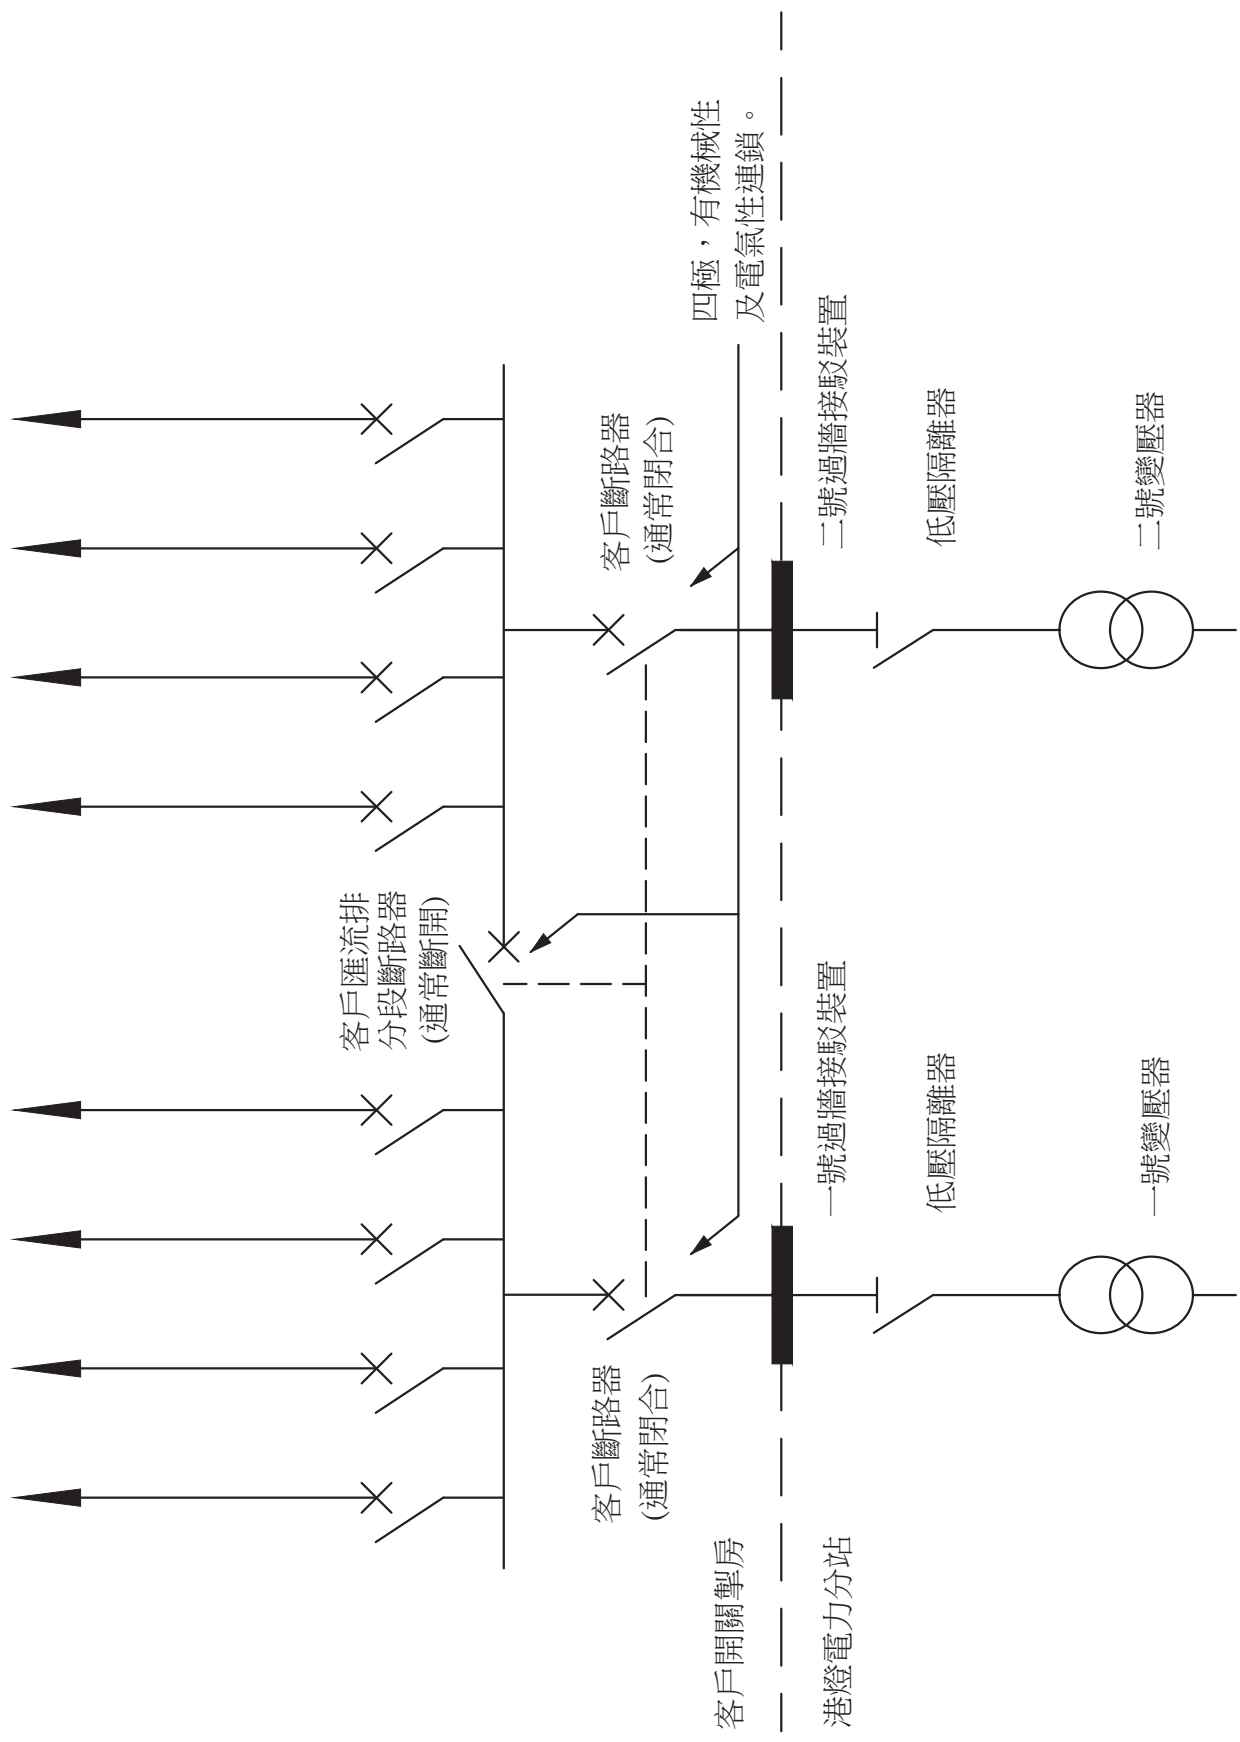 客戶匯流排
分段斷路器
(通常斷開)
客戶斷路器
(通常閉合)
客戶斷路器
(通常閉合)
四極，有機械性
及電氣性連鎖。
客戶開關掣房
港燈電力分站
一號過牆接駁裝置
二號過牆接駁裝置
低壓隔離器
低壓隔離器
一號變壓器
二號變壓器